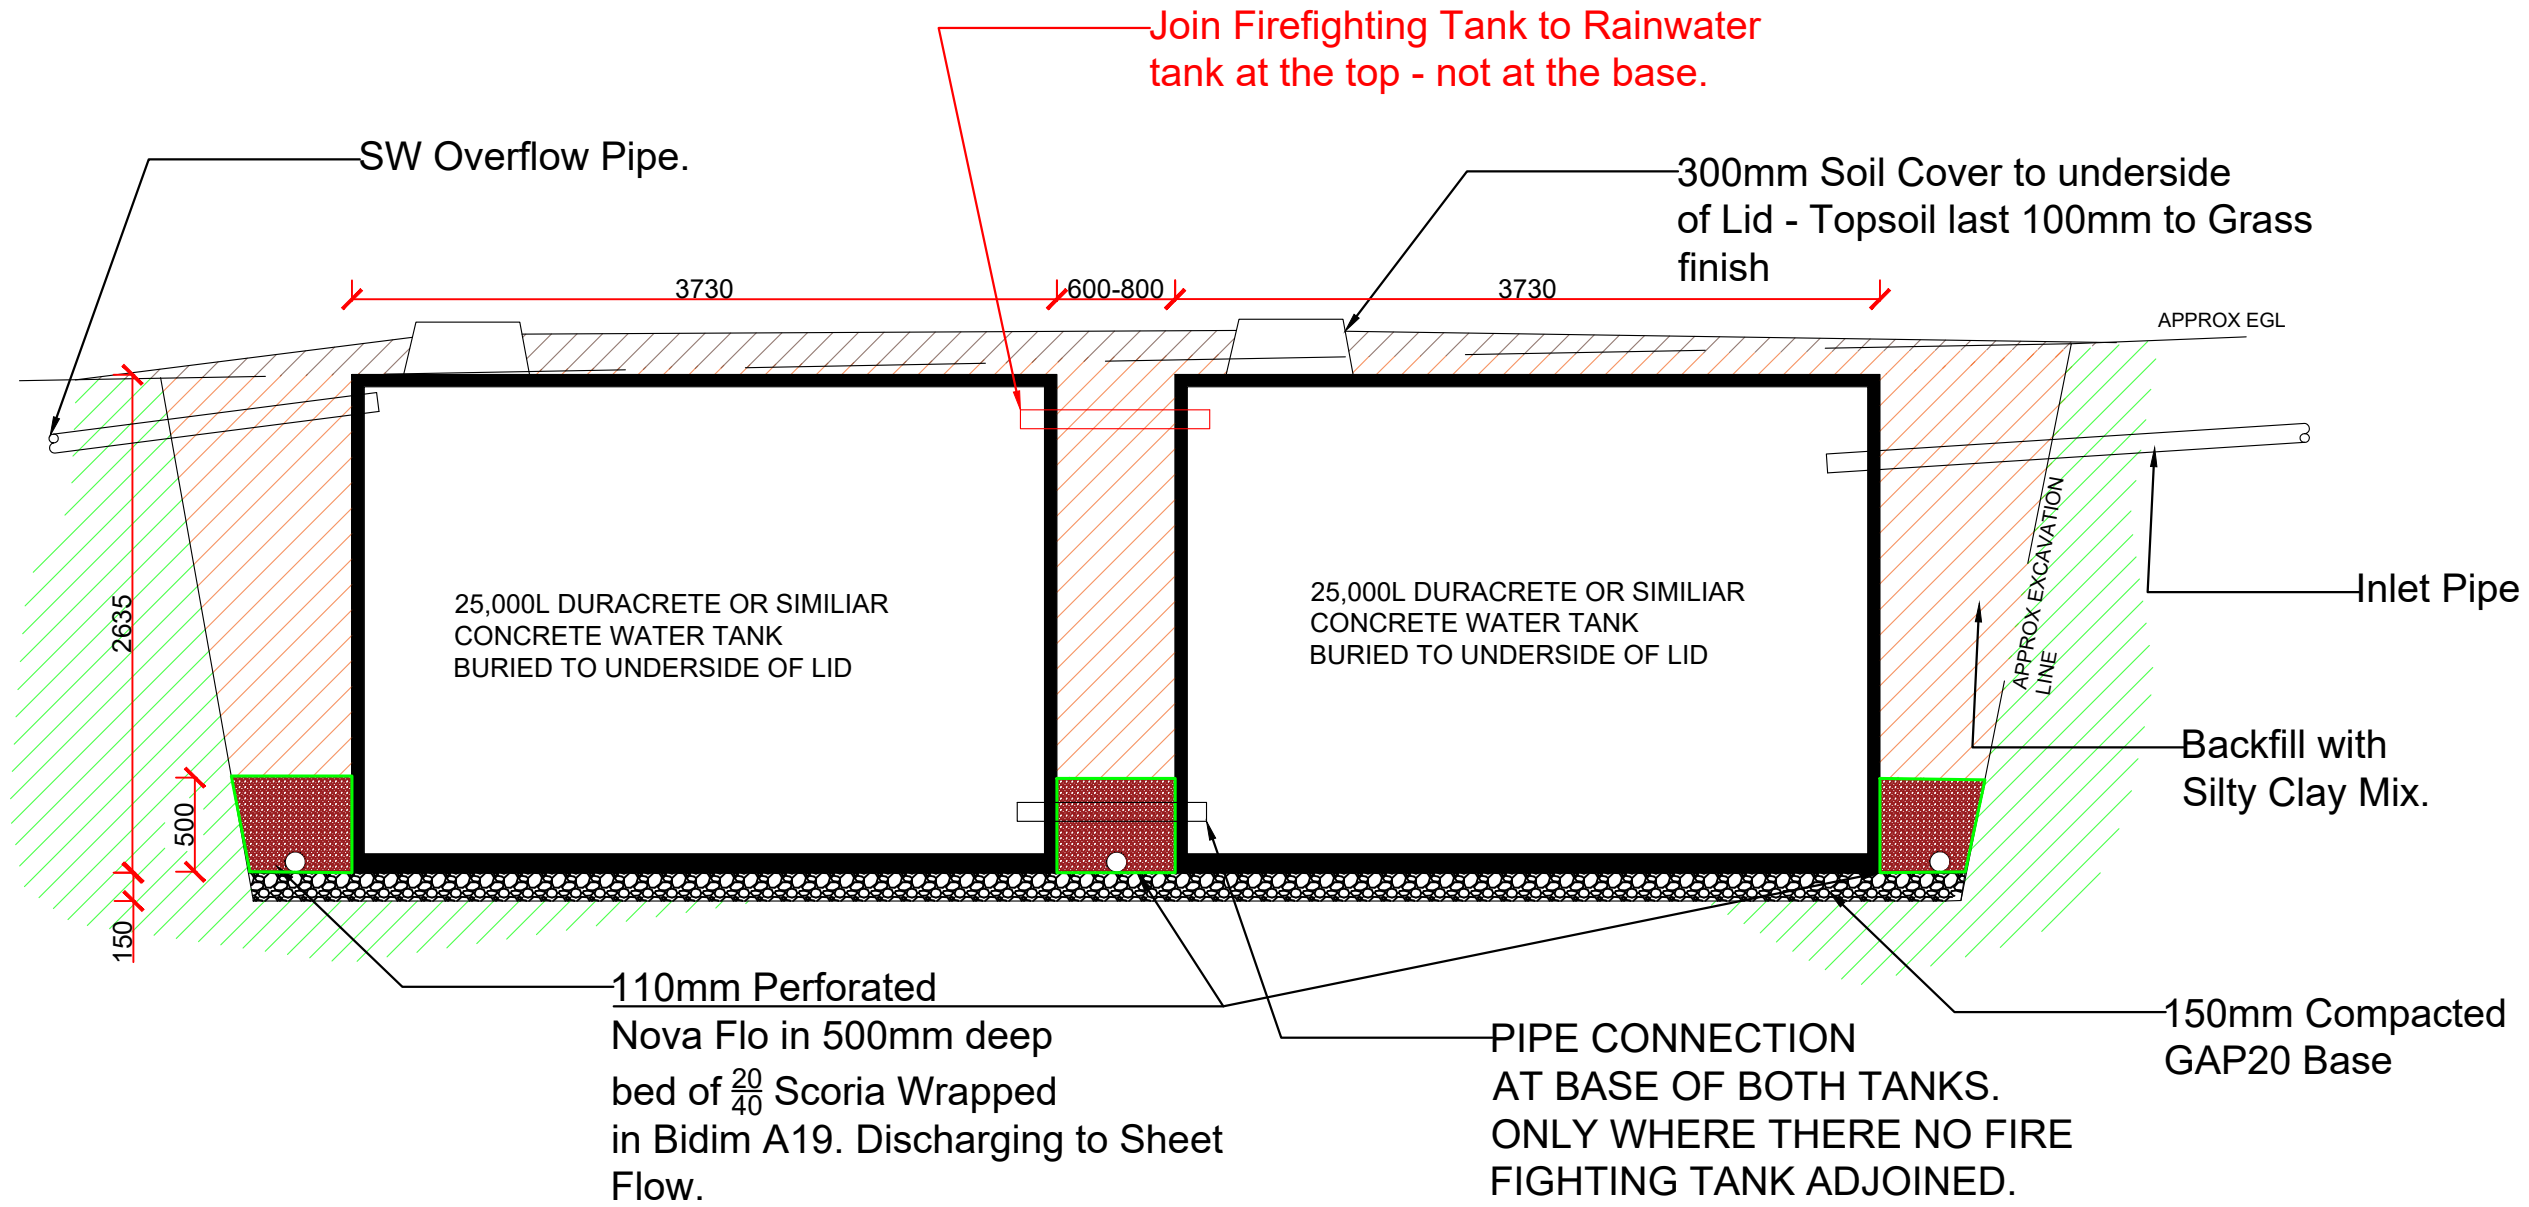 Join Firefighting Tank to Rainwater
tank at the top - not at the base.
SW Overflow Pipe.
300mm Soil Cover to underside
of Lid - Topsoil last 100mm to Grass
finish
3730
600-800
3730
APPROX EGL
2635
500
150
25,000L DURACRETE OR SIMILIAR
CONCRETE WATER TANK
BURIED TO UNDERSIDE OF LID
25,000L DURACRETE OR SIMILIAR
CONCRETE WATER TANK
BURIED TO UNDERSIDE OF LID
APPROX EXCAVATION
LINE
Inlet Pipe
Backfill with
Silty Clay Mix.
110mm Perforated
Nova Flo in 500mm deep
bed of 20/40 Scoria Wrapped
in Bidim A19. Discharging to Sheet
Flow.
PIPE CONNECTION
AT BASE OF BOTH TANKS.
ONLY WHERE THERE NO FIRE
FIGHTING TANK ADJOINED.
150mm Compacted
GAP20 Base